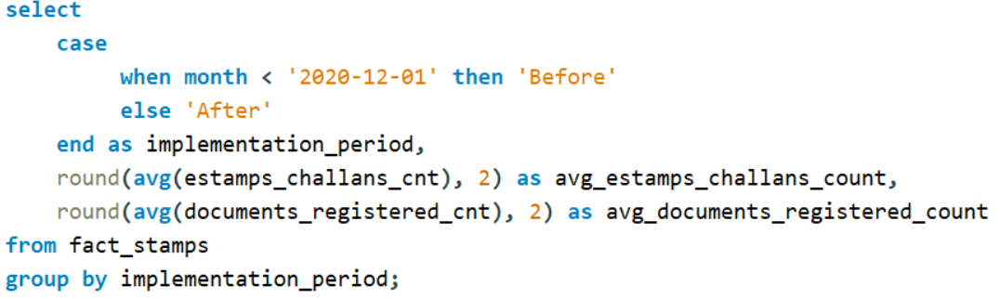 select
    case
        when month < '2020-12-01' then 'Before'
        else 'After'
    end as implementation_period,
    round(avg(estamps_challans_cnt), 2) as avg_estamps_challans_count,
    round(avg(documents_registered_cnt), 2) as avg_documents_registered_count
from fact_stamps
group by implementation_period;